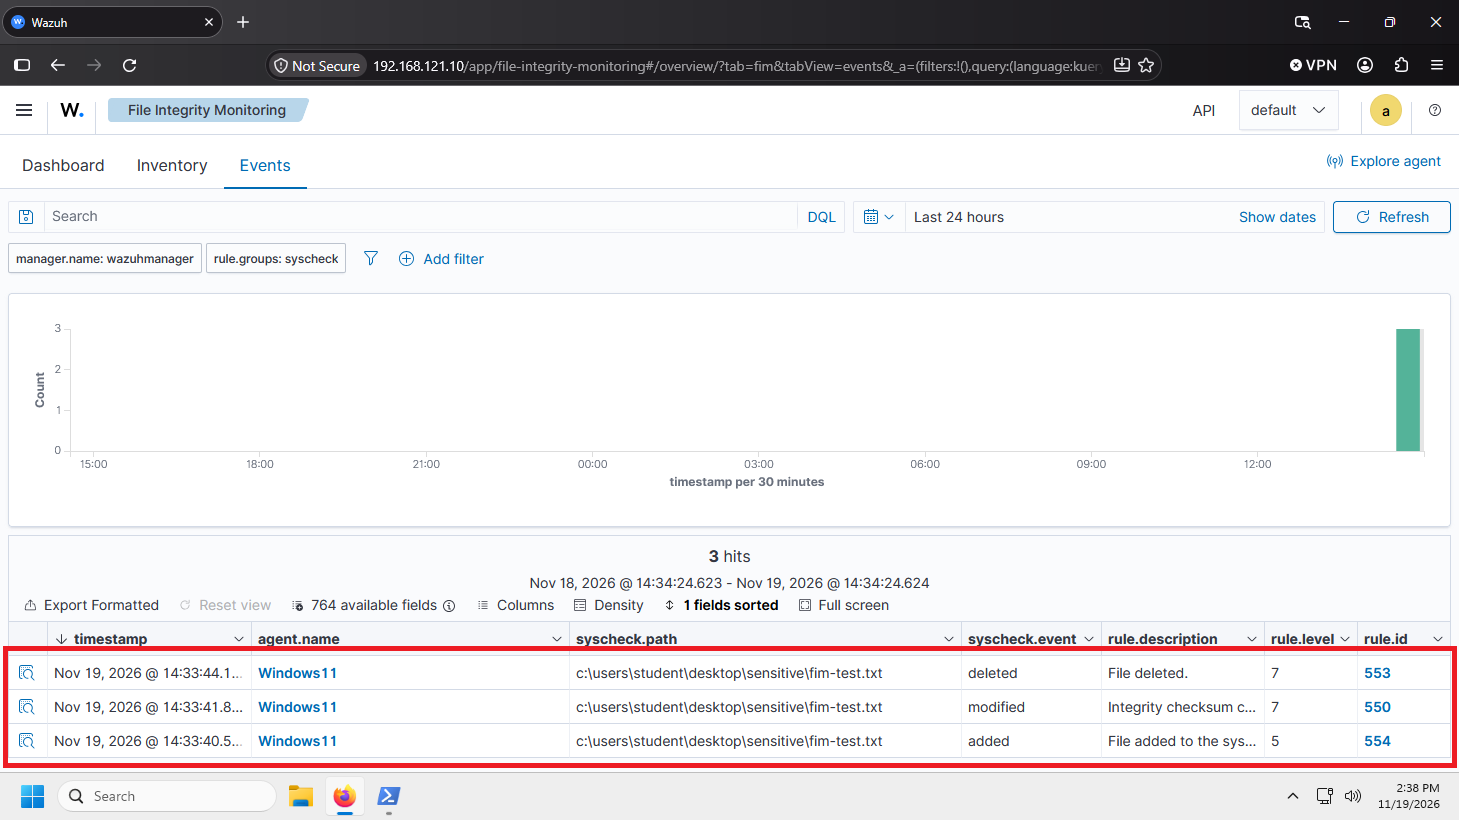 Wazuh
Not Secure 192.168.121.10/app/file-integrity-monitoring#/overview/?tab=fim&tabView=events&_a=(filters:!(),query:(language:kuery
VPN
W. File Integrity Monitoring API default a
Dashboard Inventory Events Explore agent
Search DQL Last 24 hours Show dates Refresh
manager.name: wazuhmanager rule.groups: syscheck Add filter
3
2
1
0
Count
15:00 18:00 21:00 00:00 03:00 06:00 09:00 12:00
timestamp per 30 minutes
3 hits
Nov 18, 2026 @ 14:34:24.623 - Nov 19, 2026 @ 14:34:24.624
Export Formatted Reset view 764 available fields Columns Density 1 fields sorted Full screen
timestamp agent.name syscheck.path syscheck.event rule.description rule.level rule.id
Nov 19, 2026 @ 14:33:44.1... Windows11 c:\users\student\desktop\sensitive\fim-test.txt deleted File deleted. 7 553
Nov 19, 2026 @ 14:33:41.8... Windows11 c:\users\student\desktop\sensitive\fim-test.txt modified Integrity checksum c... 7 550
Nov 19, 2026 @ 14:33:40.5... Windows11 c:\users\student\desktop\sensitive\fim-test.txt added File added to the sys... 5 554
Search
2:38 PM
11/19/2026